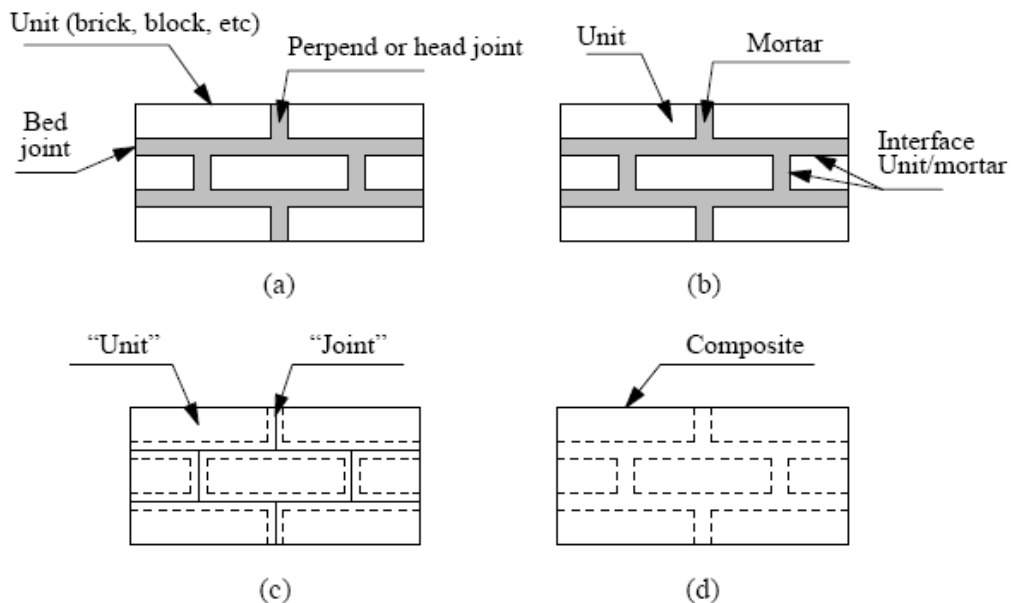 Unit (brick, block, etc)
Perpend or head joint
Bed
joint
(a)
Unit
Mortar
Interface
Unit/mortar
(b)
“Unit”
“Joint”
(c)
Composite
(d)